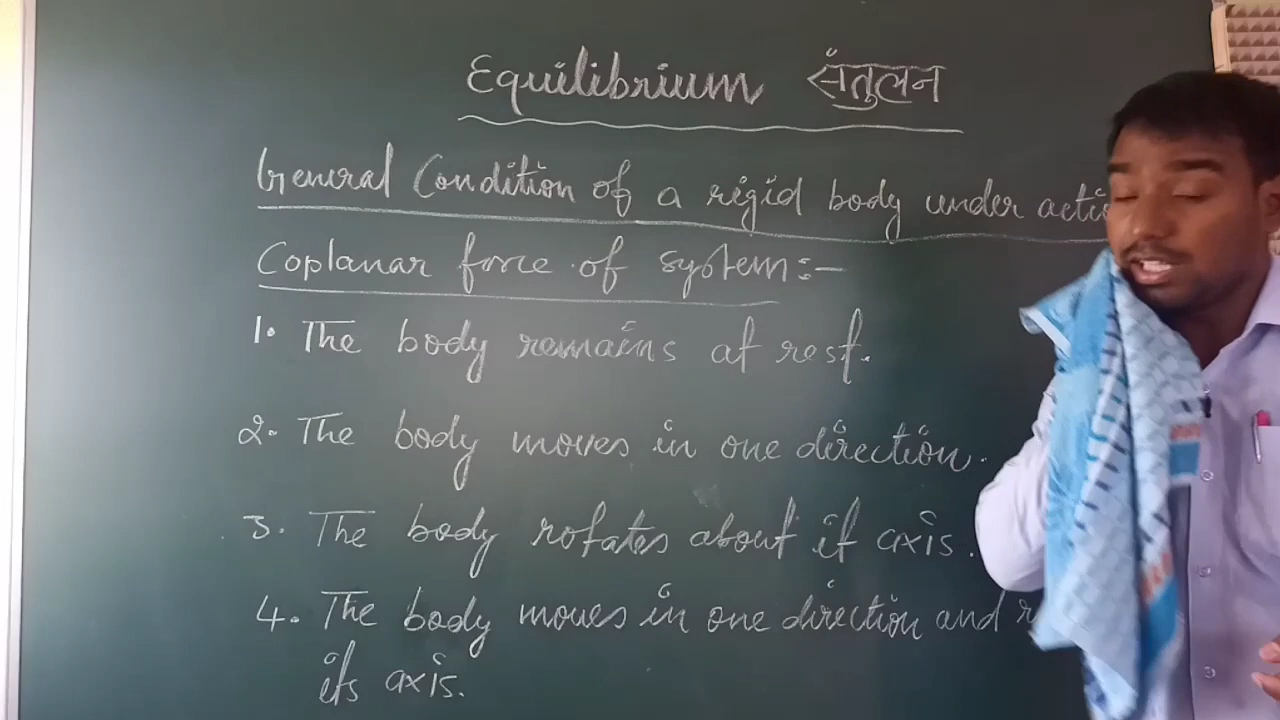 Equilibrium संतुलन
General Condition of a rigid body under
Coplanar force of system:-
1. The body remains at rest.
2. The body moves in one direction.
3. The body rotates about it axis.
4. The body moves in one direction and
its axis.